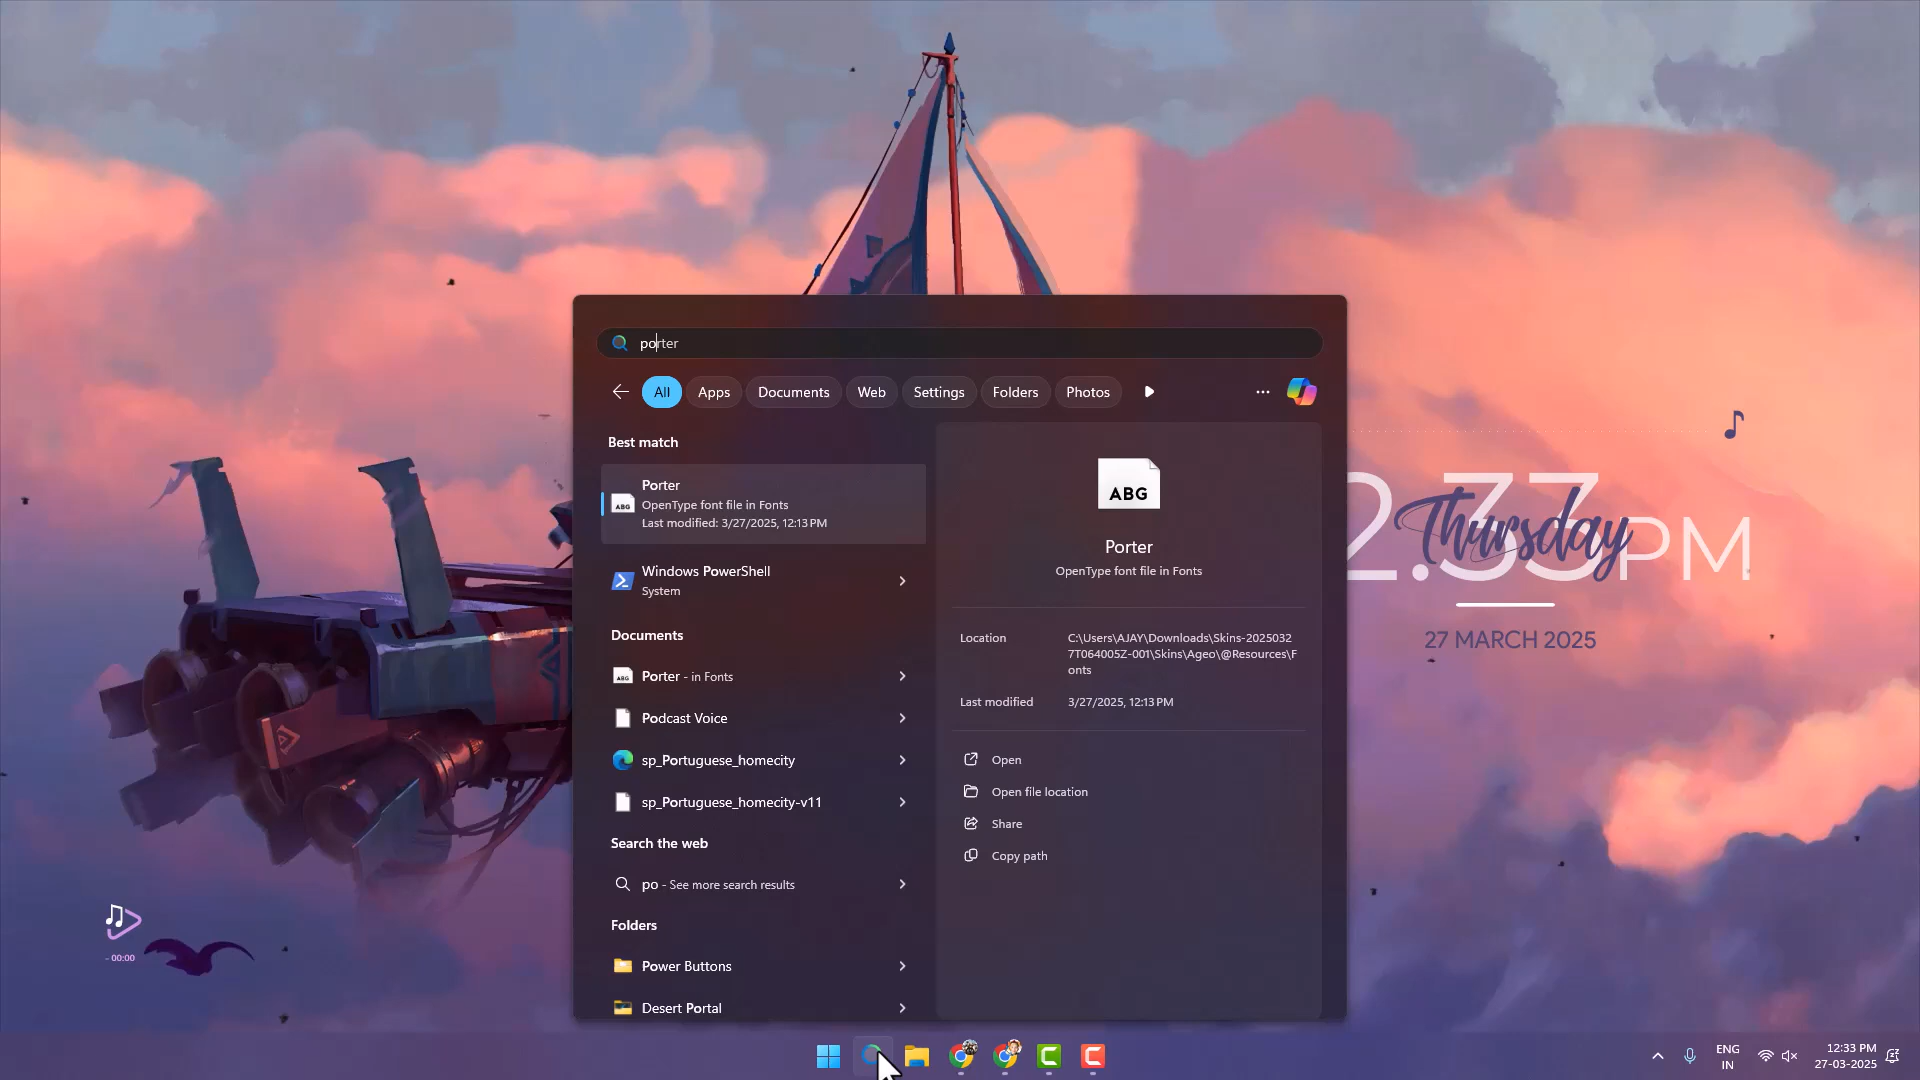 porter
All
Apps
Documents
Web
Settings
Folders
Photos
Best match
Porter
OpenType font file in Fonts
Last modified: 3/27/2025, 12:13 PM
Windows PowerShell
System
Documents
Porter - in Fonts
Podcast Voice
sp_Portuguese_homecity
sp_Portuguese_homecity-v11
Search the web
po - See more search results
Folders
Power Buttons
Desert Portal
ABG
Porter
OpenType font file in Fonts
Location
C:\Users\AJAY\Downloads\Skins-2025032
7T064005Z-001\Skins\Ageo\@Resources\F
onts
Last modified
3/27/2025, 12:13 PM
Open
Open file location
Share
Copy path
2.33 PM
Thursday
27 MARCH 2025
- 00:00
ENG
IN
12:33 PM
27-03-2025